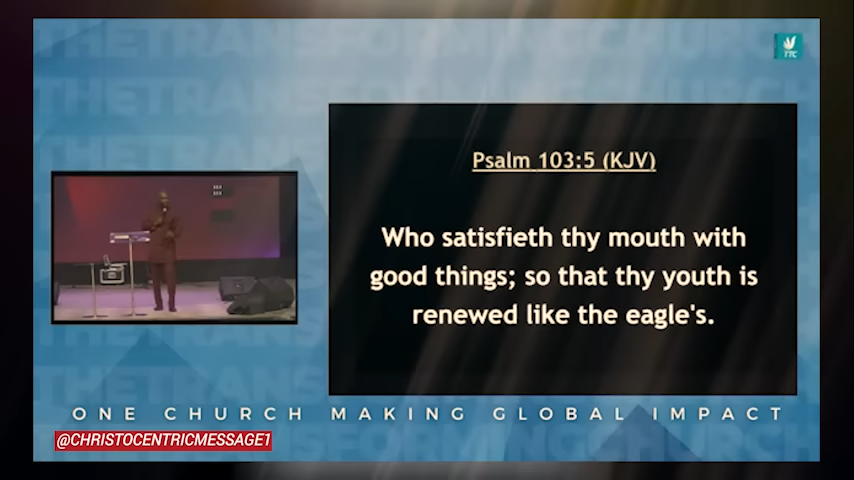 THETRANSFORMINGCHURCH
TTC
Psalm 103:5 (KJV)
Who satisfieth thy mouth with
good things; so that thy youth is
renewed like the eagle's.
ONE CHURCH MAKING GLOBAL IMPACT
@CHRISTOCENTRICMESSAGE1